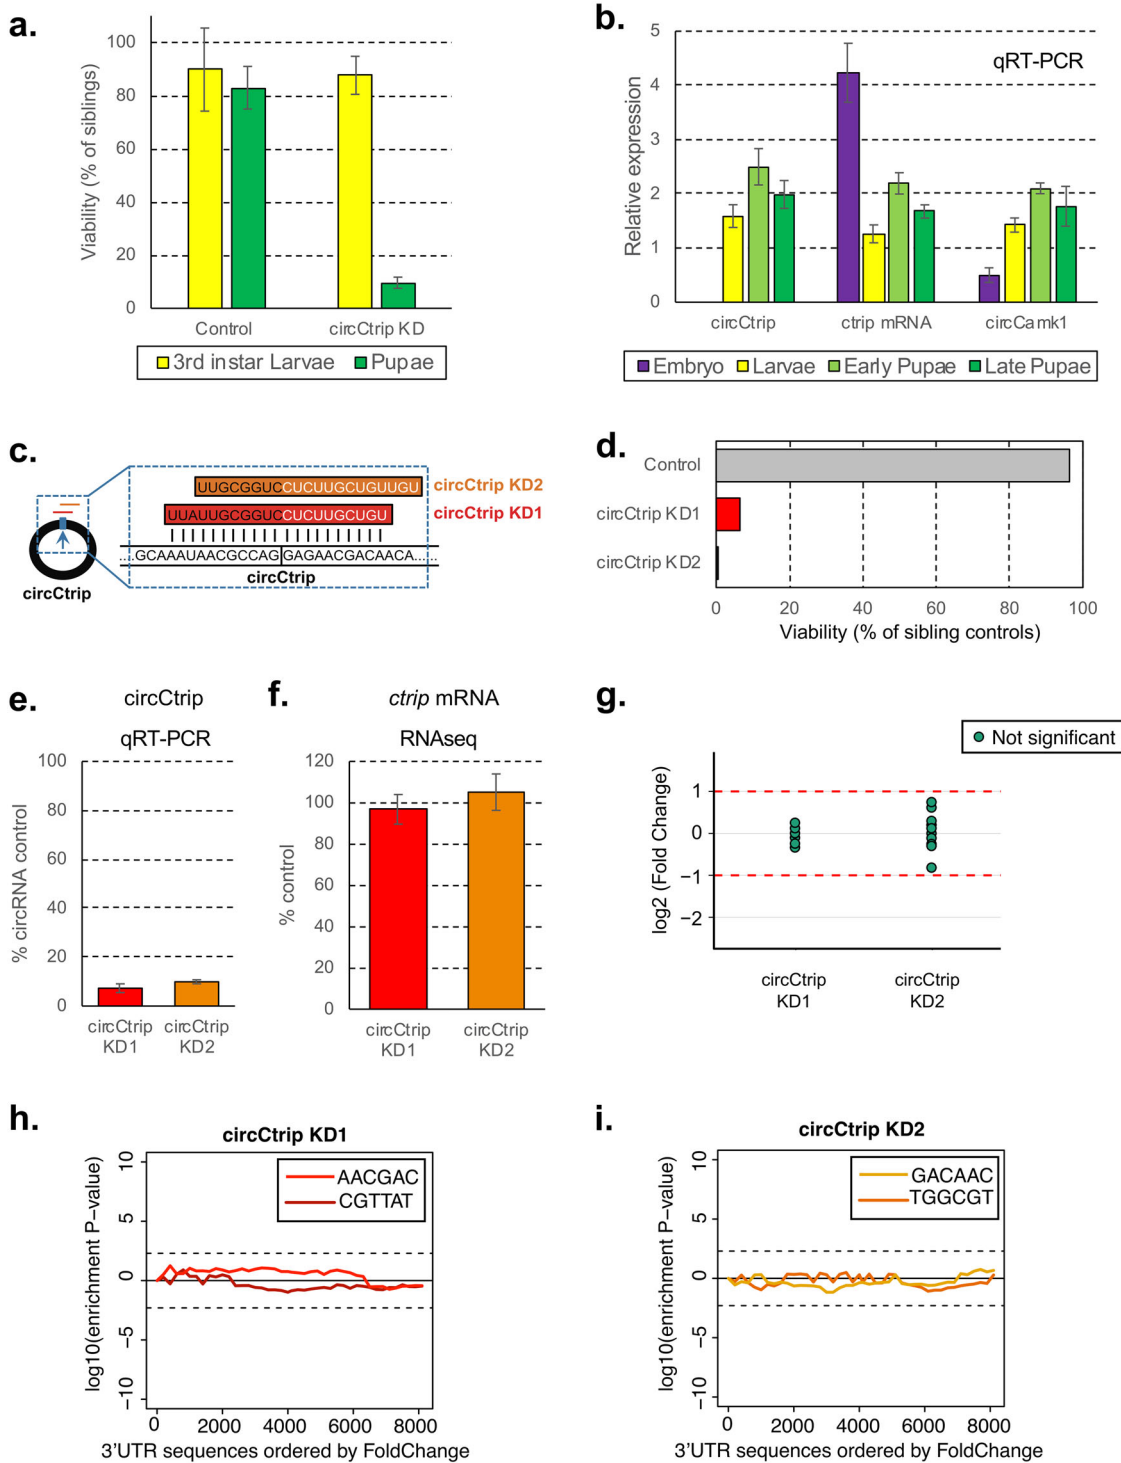 a.
Viability (% of siblings)
100
80
60
40
20
0
Control
circCtrip KD
3rd instar Larvae
Pupae
b.
qRT-PCR
Relative expression
5
4
3
2
1
0
circCtrip
ctrip mRNA
circCamk1
Embryo
Larvae
Early Pupae
Late Pupae
c.
UUGCGGUCCUCUUGCUGUUGU
circCtrip KD2
UUAUUGCGGUCCUCUUGCUGU
circCtrip KD1
....GCAAAUAACGCCAG GAGAACGACAACA......
circCtrip
circCtrip
d.
Control
circCtrip KD1
circCtrip KD2
0 20 40 60 80 100
Viability (% of sibling controls)
e.
circCtrip
qRT-PCR
% circRNA control
100
80
60
40
20
0
circCtrip KD1
circCtrip KD2
f.
ctrip mRNA
RNAseq
% control
120
100
80
60
40
20
0
circCtrip KD1
circCtrip KD2
g.
Not significant
log2 (Fold Change)
1
0
−1
−2
circCtrip KD1
circCtrip KD2
h.
circCtrip KD1
AACGAC
CGTTAT
log10(enrichment P−value)
10
5
0
−5
−10
0 2000 4000 6000 8000
3'UTR sequences ordered by FoldChange
i.
circCtrip KD2
GACAAC
TGGCGT
log10(enrichment P−value)
10
5
0
−5
−10
0 2000 4000 6000 8000
3'UTR sequences ordered by FoldChange